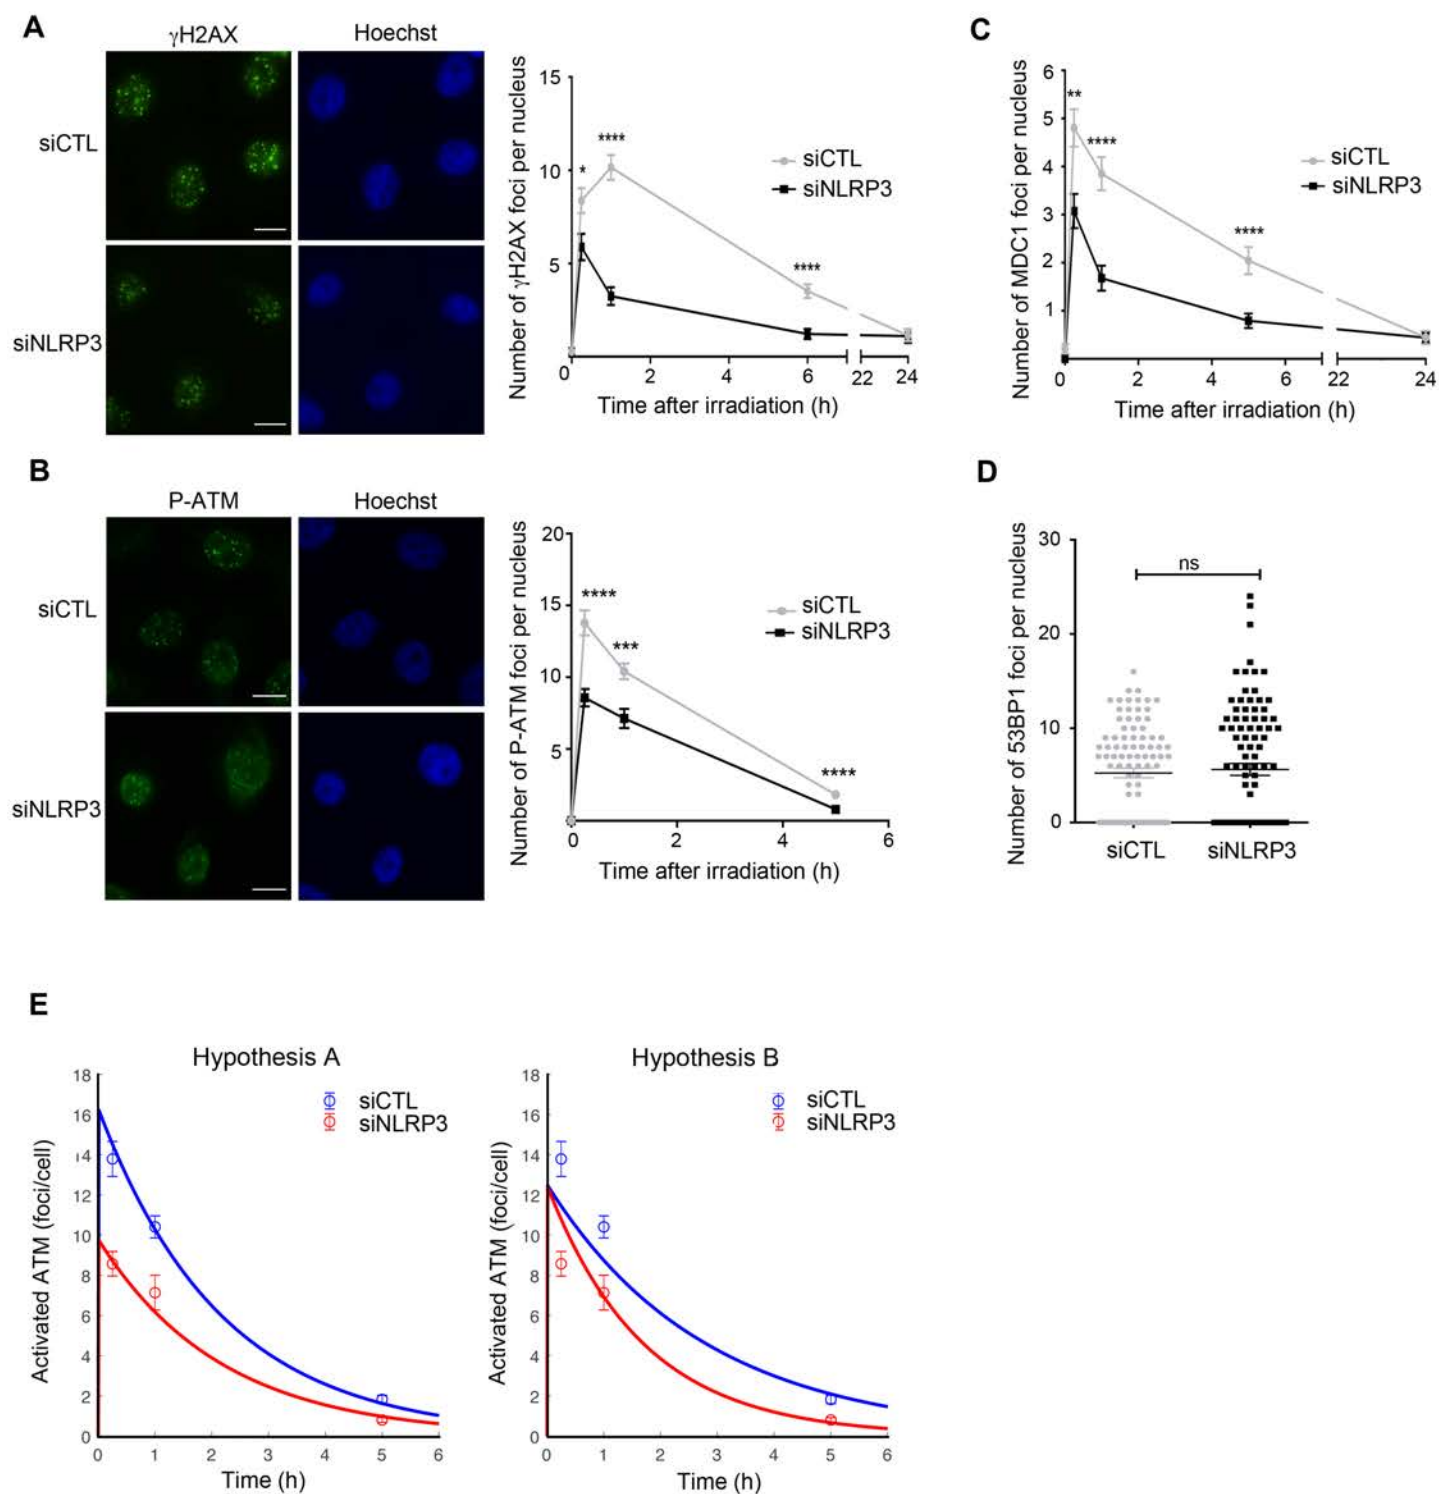 A
γH2AX
Hoechst
siCTL
siNLRP3
Number of γH2AX foci per nucleus
15
10
5
0
2
4
6
22
24
*
****
****
siCTL
siNLRP3
Time after irradiation (h)
C
Number of MDC1 foci per nucleus
6
5
4
3
2
1
0
2
4
6
22
24
**
****
****
siCTL
siNLRP3
Time after irradiation (h)
B
P-ATM
Hoechst
siCTL
siNLRP3
Number of P-ATM foci per nucleus
20
15
10
5
0
2
4
6
****
***
****
siCTL
siNLRP3
Time after irradiation (h)
D
Number of 53BP1 foci per nucleus
30
20
10
0
ns
siCTL
siNLRP3
E
Hypothesis A
Activated ATM (foci/cell)
18
16
14
12
10
8
6
4
2
0
0
1
2
3
4
5
6
siCTL
siNLRP3
Time (h)
Hypothesis B
Activated ATM (foci/cell)
18
16
14
12
10
8
6
4
2
0
0
1
2
3
4
5
6
siCTL
siNLRP3
Time (h)